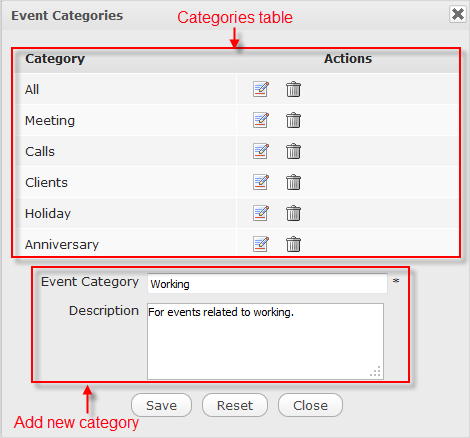 Event Categories
Categories table
Category Actions
All
Meeting
Calls
Clients
Holiday
Anniversary
Event Category Working *
Description For events related to working.
Save Reset Close
Add new category